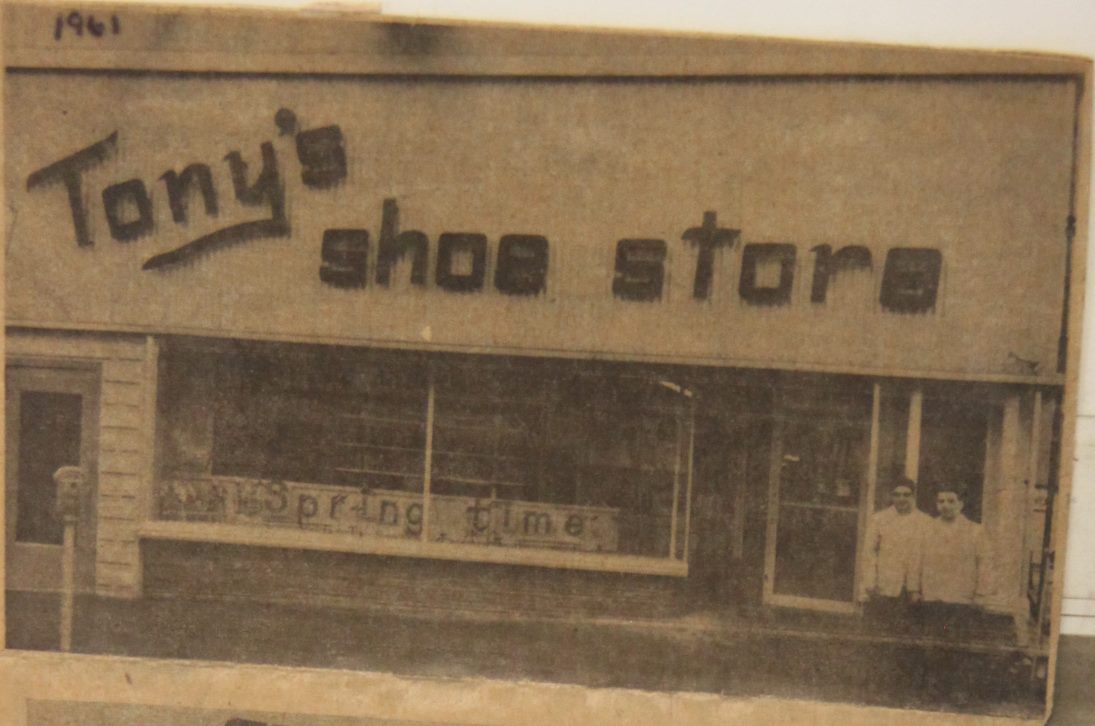 1961
Tony's
shoe store
Spring time